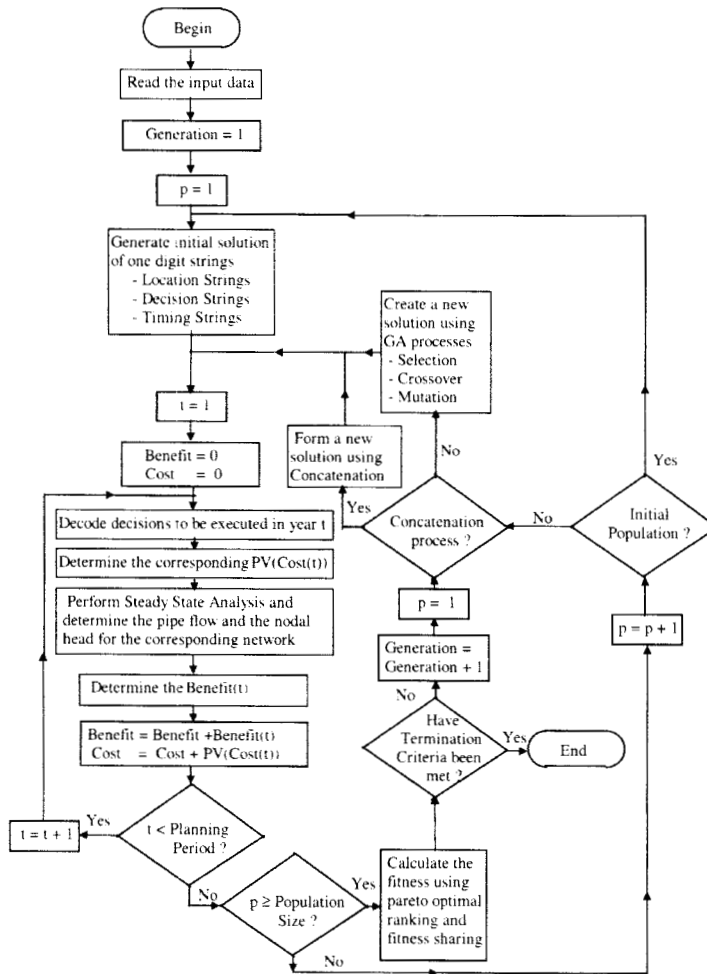 Begin
Read the input data
Generation = 1
p = 1
Generate initial solution
of one digit strings
- Location Strings
- Decision Strings
- Timing Strings
Create a new
solution using
GA processes
- Selection
- Crossover
- Mutation
t = 1
Form a new
solution using
Concatenation
No
Yes
Benefit = 0
Cost = 0
Yes
Concatenation
process ?
No
Initial
Population ?
Decode decisions to be executed in year t
Determine the corresponding PV(Cost(t))
Perform Steady State Analysis and
determine the pipe flow and the nodal
head for the corresponding network
p = 1
p = p + 1
Generation =
Generation + 1
Determine the Benefit(t)
No
Benefit = Benefit +Benefit(t)
Cost = Cost + PV(Cost(t))
Have
Termination
Criteria been
met ?
Yes
End
t = t + 1
Yes
t < Planning
Period ?
No
p ≥ Population
Size ?
Yes
Calculate the
fitness using
pareto optimal
ranking and
fitness sharing
No